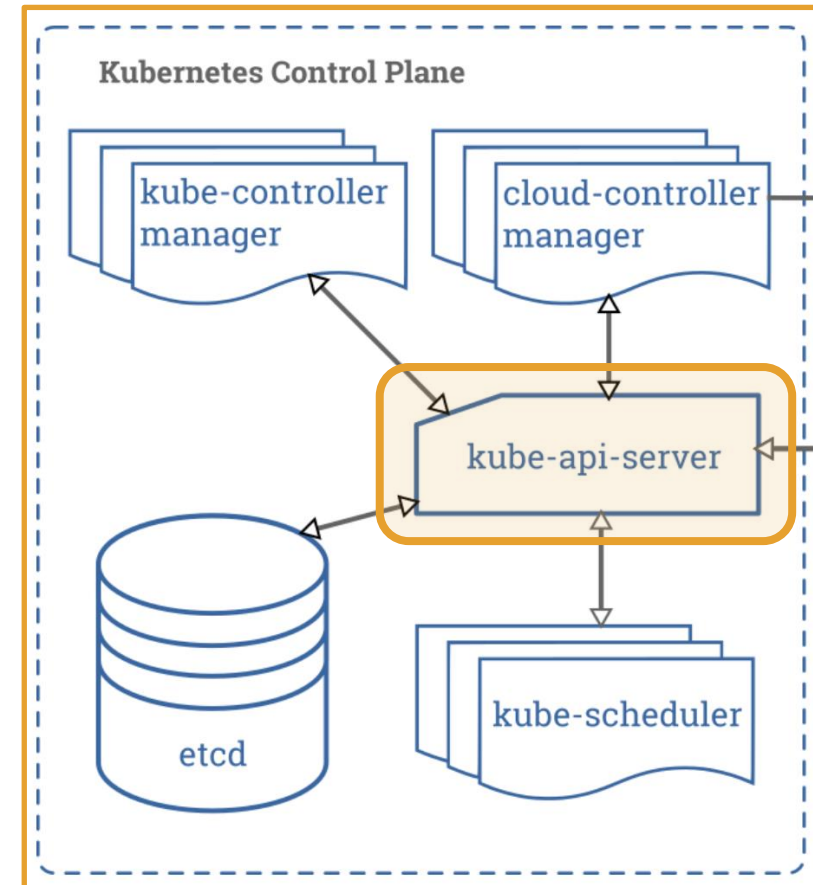 Kubernetes Control Plane
kube-controller
manager
cloud-controller
manager
kube-api-server
kube-scheduler
etcd